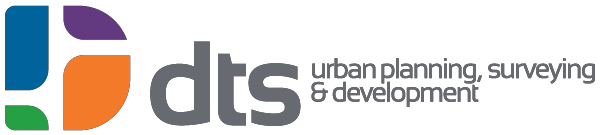 dts
urban planning, surveying
& development